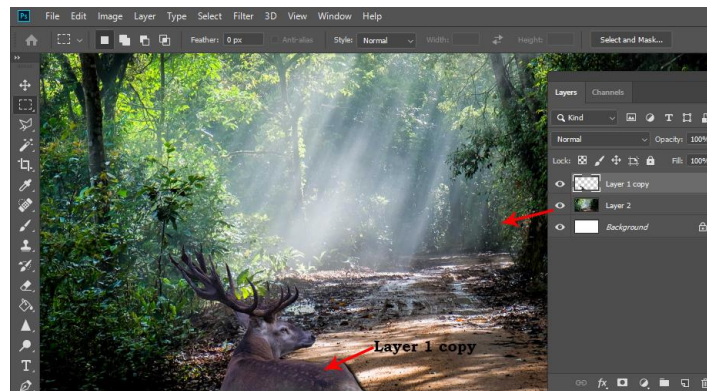 Ps File Edit Image Layer Type Select Filter 3D View Window Help
Feather: 0 px Anti-alias Style: Normal Width: Height: Select and Mask...
Layers Channels
Kind
Normal Opacity: 100%
Lock: Fill: 100%
Layer 1 copy
Layer 2
Background
Layer 1 copy